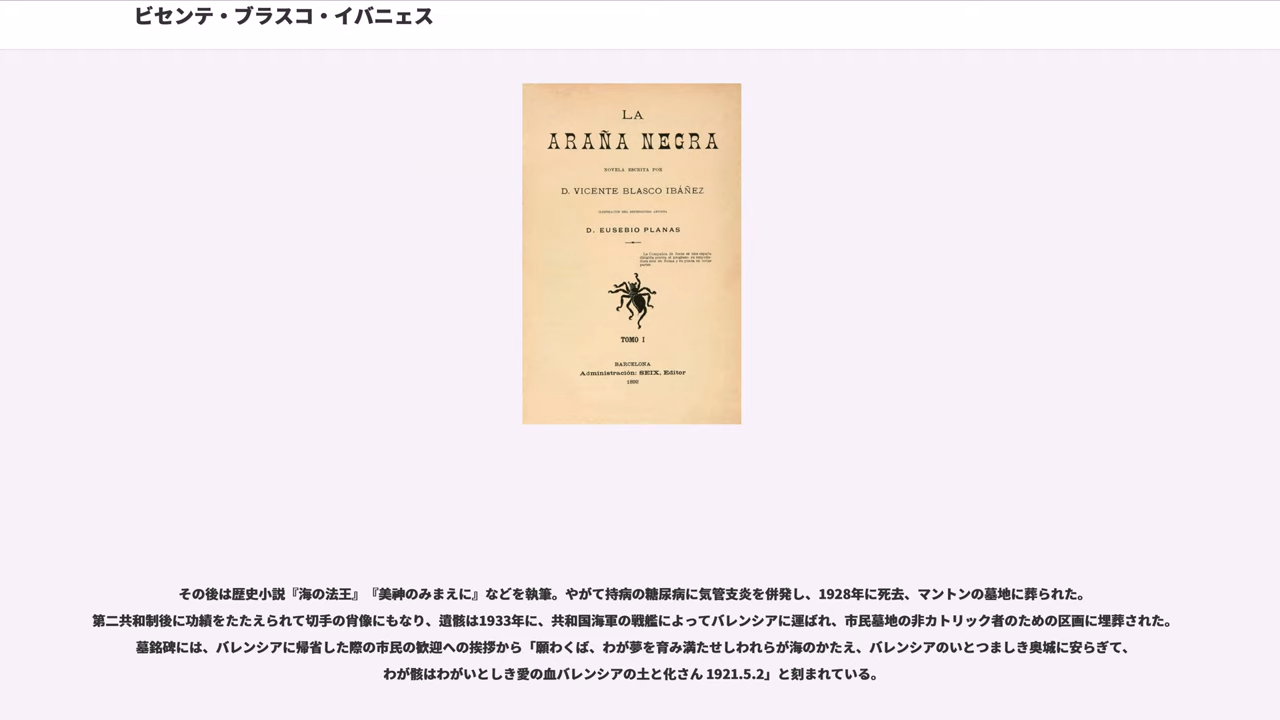 ビセンテ・ブラスコ・イバニェス
LA
ARAÑA NEGRA
NOVELA ESCRITA POR
D. VICENTE BLASCO IBÁÑEZ
D. EUSEBIO PLANAS
TOMO I
BARCELONA
Administración: SEIX, Editor
その後は歴史小説『海の法王』『美神のみまえに』などを執筆。やがて持病の糖尿病に気管支炎を併発し、1928年に死去、マントンの墓地に葬られた。
第二共和制後に功績をたたえられて切手の肖像にもなり、遺骸は1933年に、共和国海軍の戦艦によってバレンシアに運ばれ、市民墓地の非カトリック者のための区画に埋葬された。
墓銘碑には、バレンシアに帰省した際の市民の歓迎への挨拶から「願わくば、わが夢を育み満たせしわれらが海のかたえ、バレンシアのいとつましき奥城に安らぎて、
わが骸はわがいとしき愛の血バレンシアの土と化さん 1921.5.2」と刻まれている。